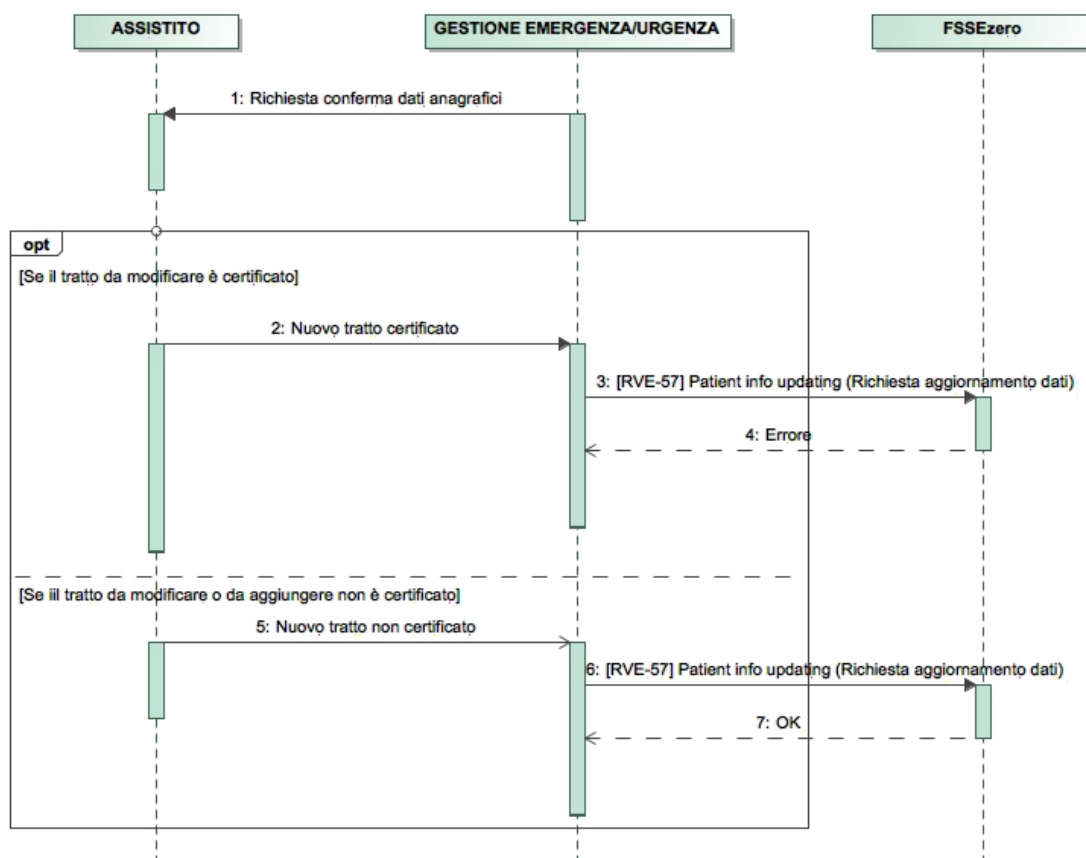 ASSISTITO
GESTIONE EMERGENZA/URGENZA
FSSEzero
1: Richiesta conferma dati anagrafici
opt
[Se il tratto da modificare è certificato]
2: Nuovo tratto certificato
3: [RVE-57] Patient info updating (Richiesta aggiornamento dati)
4: Errore
[Se iil tratto da modificare o da aggiungere non è certificato]
5: Nuovo tratto non certificato
6: [RVE-57] Patient info updating (Richiesta aggiornamento dati)
7: OK